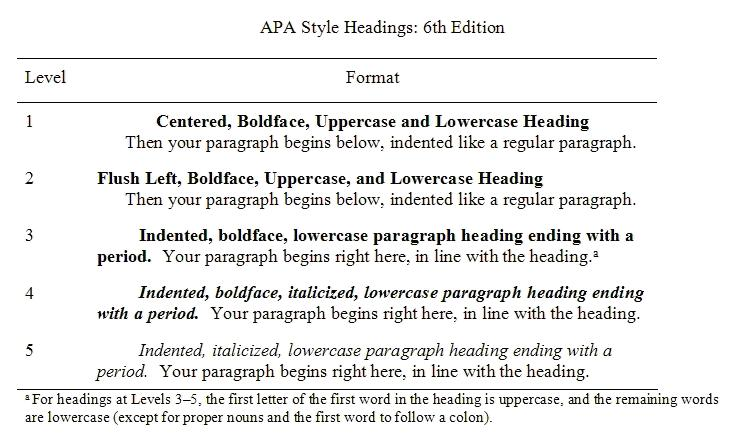 APA Style Headings: 6th Edition
Level Format
1 Centered, Boldface, Uppercase and Lowercase Heading
Then your paragraph begins below, indented like a regular paragraph.
2 Flush Left, Boldface, Uppercase, and Lowercase Heading
Then your paragraph begins below, indented like a regular paragraph.
3 Indented, boldface, lowercase paragraph heading ending with a
period. Your paragraph begins right here, in line with the heading.ᵃ
4 Indented, boldface, italicized, lowercase paragraph heading ending
with a period. Your paragraph begins right here, in line with the heading.
5 Indented, italicized, lowercase paragraph heading ending with a
period. Your paragraph begins right here, in line with the heading.
ᵃ For headings at Levels 3–5, the first letter of the first word in the heading is uppercase, and the remaining words
are lowercase (except for proper nouns and the first word to follow a colon).